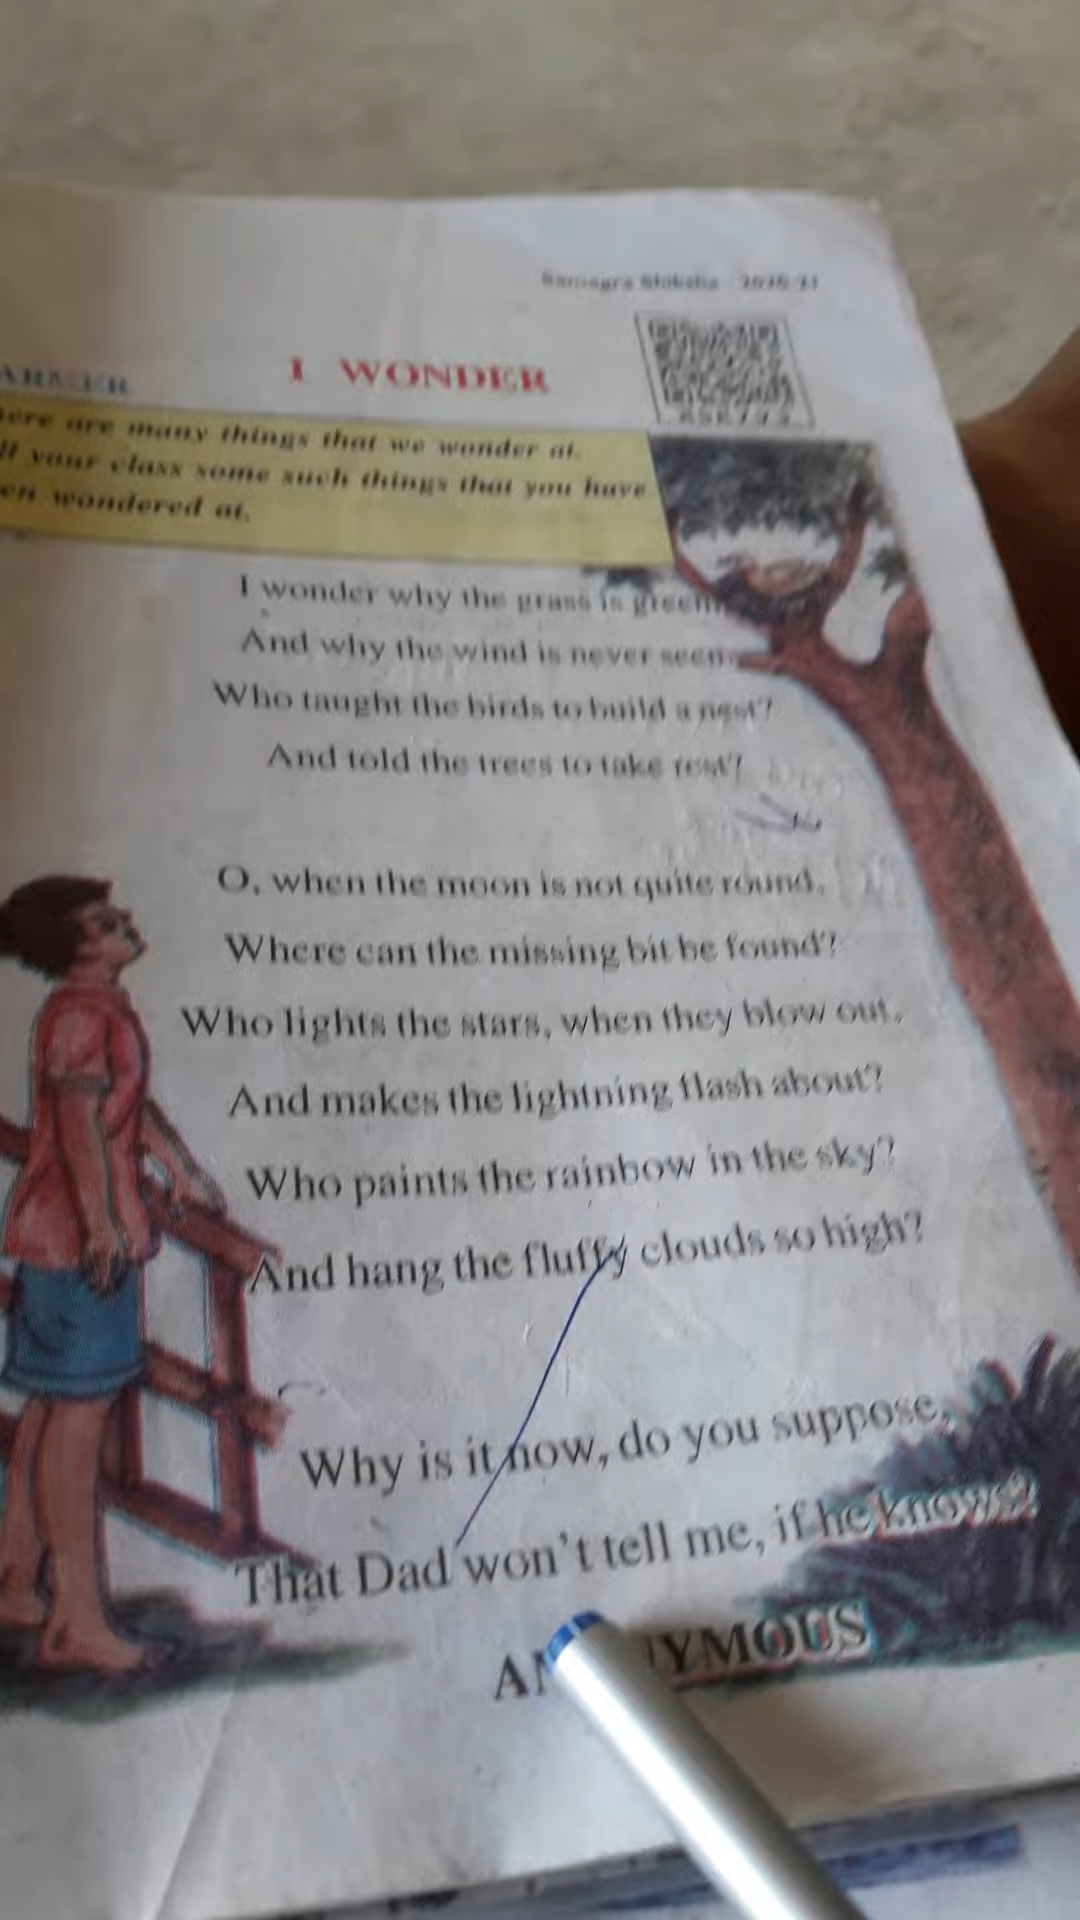 Samagra Shiksha - 2020-21
I WONDER
ere are many things that we wonder at.
ll your class some such things that you have
en wondered at.
I wonder why the grass is green
And why the wind is never seen
Who taught the birds to build a nest?
And told the trees to take rest?
O, when the moon is not quite round,
Where can the missing bit be found?
Who lights the stars, when they blow out,
And makes the lightning flash about?
Who paints the rainbow in the sky?
And hang the fluffy clouds so high?
Why is it now, do you suppose,
That Dad won't tell me, if he knows?
AN YMOUS